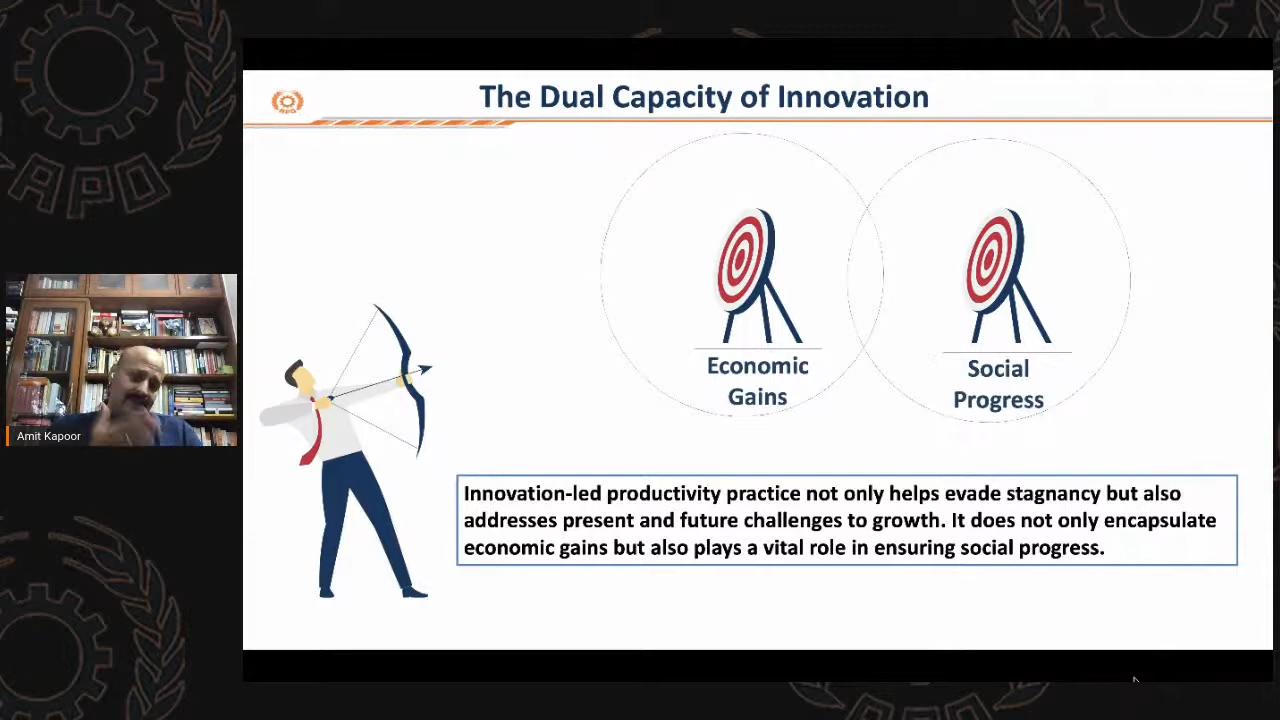 The Dual Capacity of Innovation
APO
APO
Economic
Gains
Social
Progress
Amit Kapoor
Innovation-led productivity practice not only helps evade stagnancy but also
addresses present and future challenges to growth. It does not only encapsulate
economic gains but also plays a vital role in ensuring social progress.